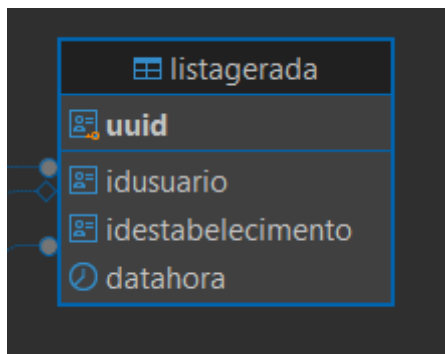 listagerada
uuid
idusuario
idestabelecimento
datahora